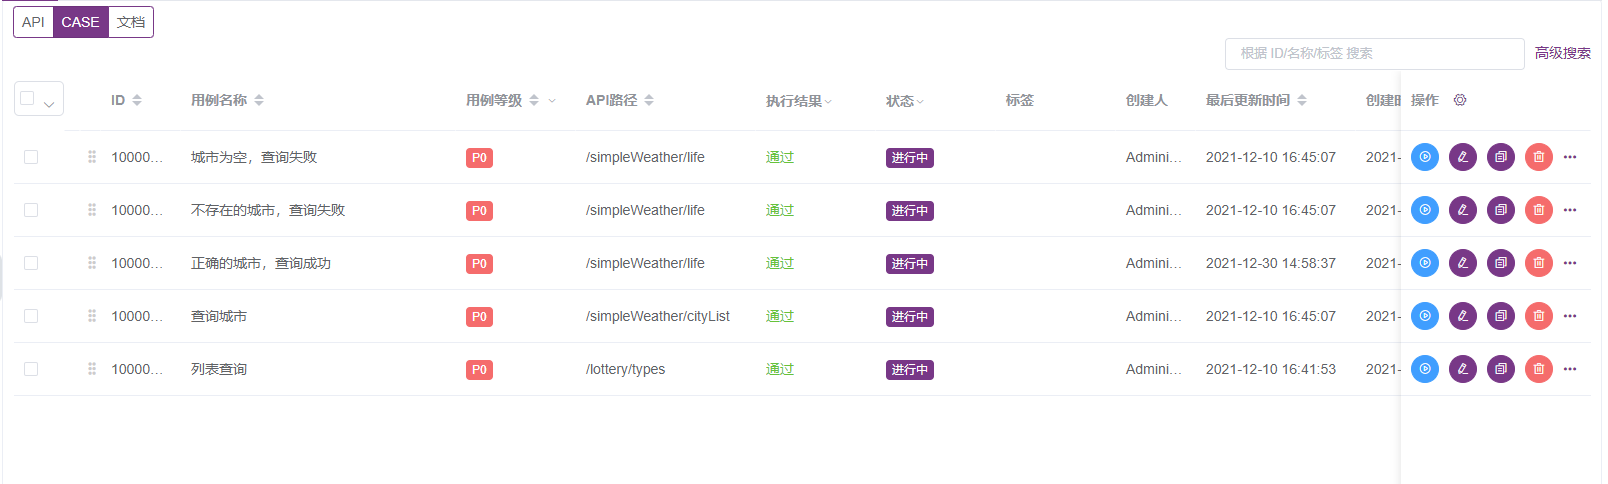 API CASE 文档
根据 ID/名称/标签 搜索 高级搜索
ID 用例名称 用例等级 API路径 执行结果 状态 标签 创建人 最后更新时间 创建时 操作
10000... 城市为空，查询失败 P0 /simpleWeather/life 通过 进行中 Admini... 2021-12-10 16:45:07 2021-
10000... 不存在的城市，查询失败 P0 /simpleWeather/life 通过 进行中 Admini... 2021-12-10 16:45:07 2021-
10000... 正确的城市，查询成功 P0 /simpleWeather/life 通过 进行中 Admini... 2021-12-30 14:58:37 2021-
10000... 查询城市 P0 /simpleWeather/cityList 通过 进行中 Admini... 2021-12-10 16:45:07 2021-
10000... 列表查询 P0 /lottery/types 通过 进行中 Admini... 2021-12-10 16:41:53 2021-